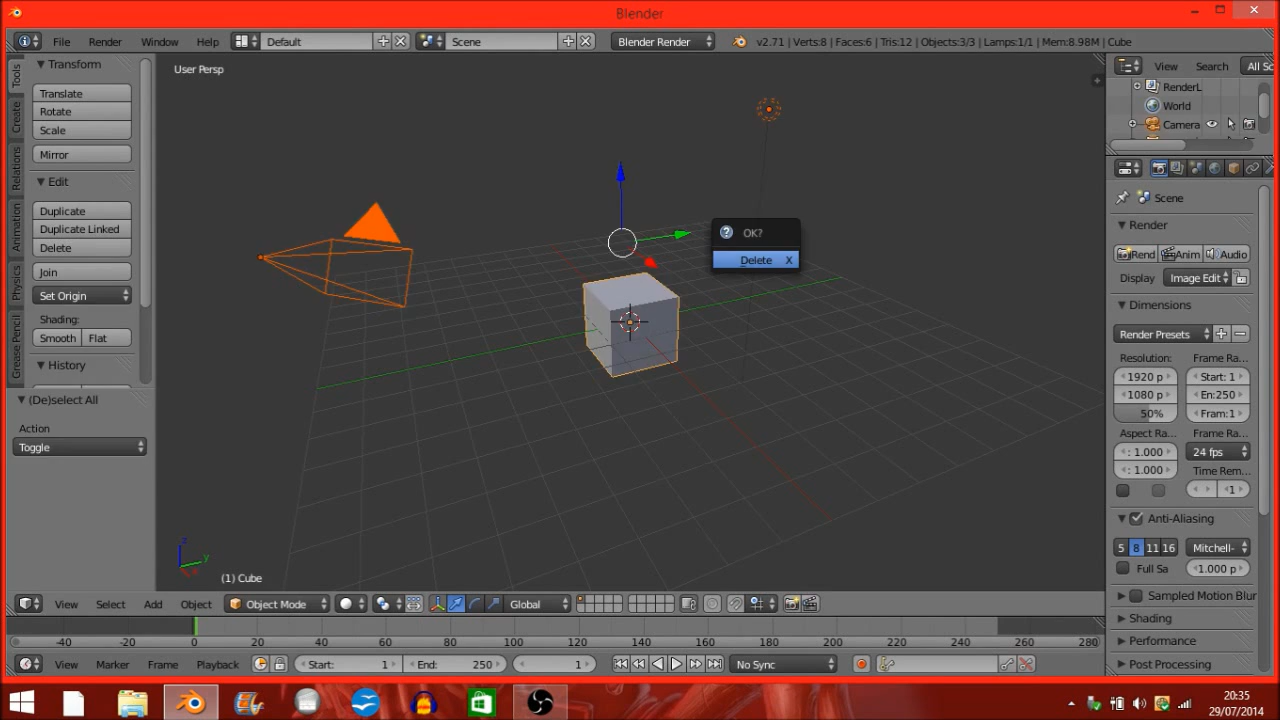 Blender
File Render Window Help Default Scene Blender Render v2.71 | Verts:8 | Faces:6 | Tris:12 | Objects:3/3 | Lamps:1/1 | Mem:8.98M | Cube
Tools
Create
Relations
Animation
Physics
Grease Pencil
Transform
Translate
Rotate
Scale
Mirror
Edit
Duplicate
Duplicate Linked
Delete
Join
Set Origin
Shading:
Smooth Flat
History
(De)select All
Action
Toggle
User Persp
OK?
Delete X
z
y
(1) Cube
View Search All Sc
RenderL
World
Camera
Scene
Render
Rend Anim Audio
Display Image Edit
Dimensions
Render Presets
Resolution: Frame Ra...
1920 p Start: 1
1080 p En:250
50% Fram:1
Aspect Ra... Frame Ra...
: 1.000 24 fps
: 1.000 Time Rem...
1
Anti-Aliasing
5 8 11 16 Mitchell-
Full Sa 1.000 p
Sampled Motion Blur
Shading
Performance
Post Processing
View Select Add Object Object Mode Global
-40 -20 0 20 40 60 80 100 120 140 160 180 200 220 240 260 280
View Marker Frame Playback Start: 1 End: 250 1 No Sync
20:35
29/07/2014